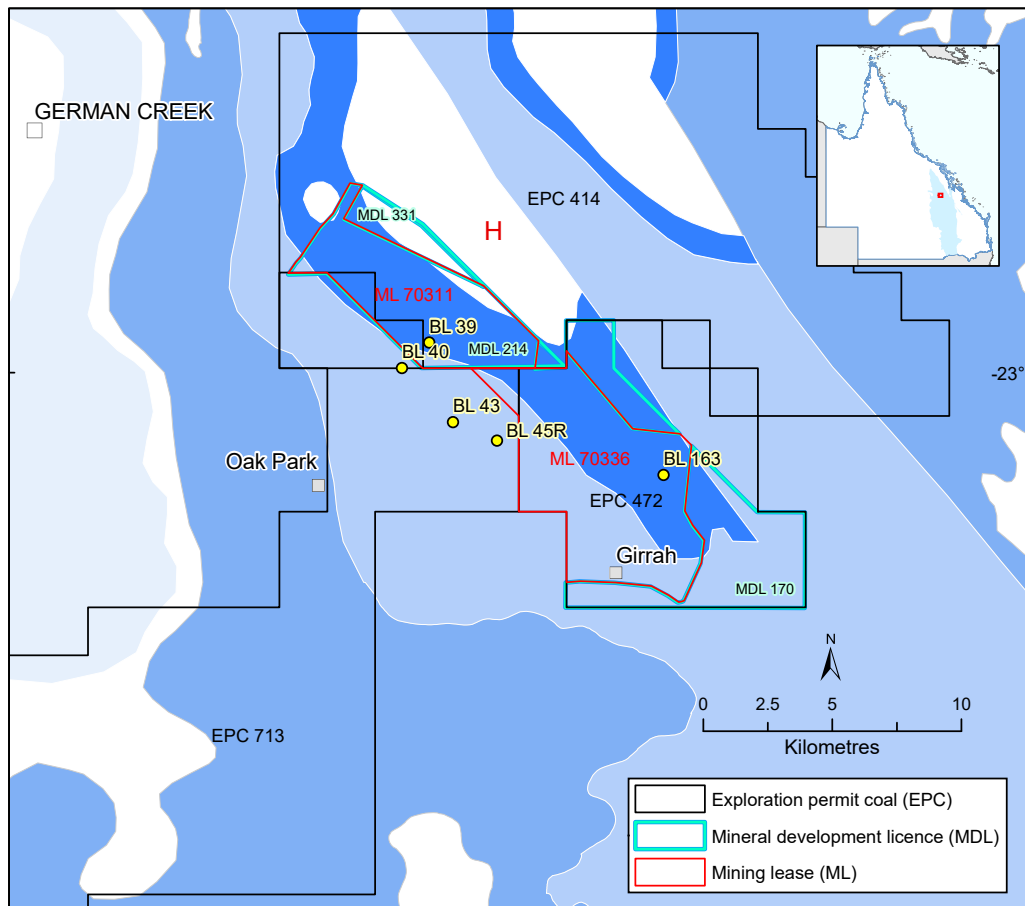 GERMAN CREEK
EPC 414
MDL 331
H
ML 70311
BL 39
MDL 214
BL 40
-23°
BL 43
BL 45R
Oak Park
ML 70336
BL 163
EPC 472
Girrah
MDL 170
N
0 2.5 5 10
Kilometres
EPC 713
Exploration permit coal (EPC)
Mineral development licence (MDL)
Mining lease (ML)